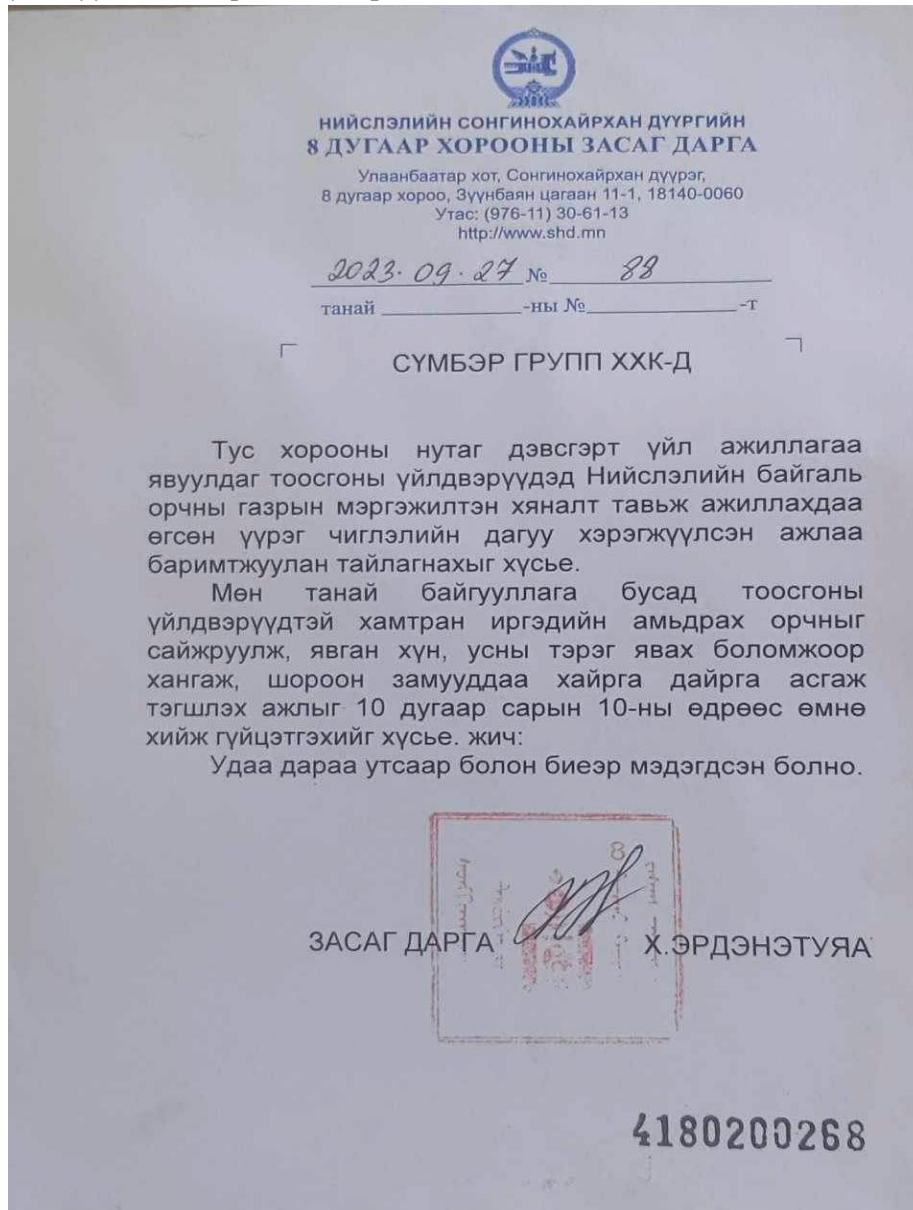 НИЙСЛЭЛИЙН СОНГИНОХАЙРХАН ДҮҮРГИЙН
8 ДУГААР ХОРООНЫ ЗАСАГ ДАРГА
Улаанбаатар хот, Сонгинохайрхан дүүрэг,
8 дугаар хороо, Зүүнбаян цагаан 11-1, 18140-0060
Утас: (976-11) 30-61-13
http://www.shd.mn
2023. 09. 27 № 88
танай ____________-ны №____________-т
СҮМБЭР ГРУПП ХХК-Д
Тус хорооны нутаг дэвсгэрт үйл ажиллагаа
явуулдаг тоосгоны үйлдвэрүүдэд Нийслэлийн байгаль
орчны газрын мэргэжилтэн хяналт тавьж ажиллахдаа
өгсөн үүрэг чиглэлийн дагуу хэрэгжүүлсэн ажлаа
баримтжуулан тайлагнахыг хүсье.
Мөн танай байгууллага бусад тоосгоны
үйлдвэрүүдтэй хамтран иргэдийн амьдрах орчныг
сайжруулж, явган хүн, усны тэрэг явах боломжоор
хангаж, шороон замууддаа хайрга дайрга асгаж
тэгшлэх ажлыг 10 дугаар сарын 10-ны өдрөөс өмнө
хийж гүйцэтгэхийг хүсье. жич:
Удаа дараа утсаар болон биеэр мэдэгдсэн болно.
8
ЗАСАГ ДАРГА Х.ЭРДЭНЭТУЯА
4180200268